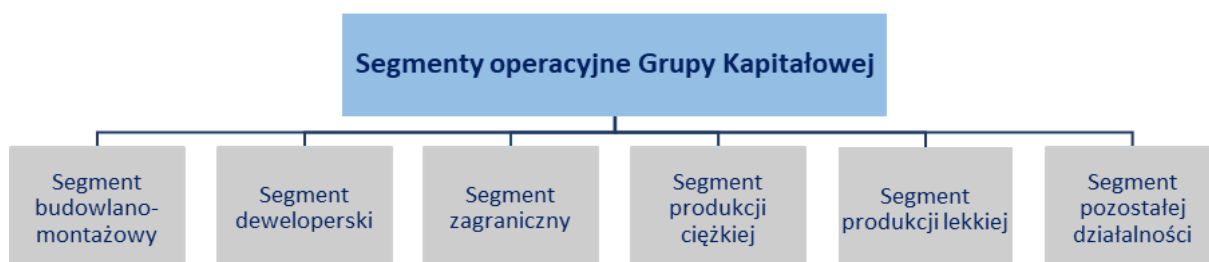 Segmenty operacyjne Grupy Kapitałowej
Segment
budowlano-
montażowy
Segment
deweloperski
Segment
zagraniczny
Segment
produkcji
ciężkiej
Segment
produkcji lekkiej
Segment
pozostałej
działalności